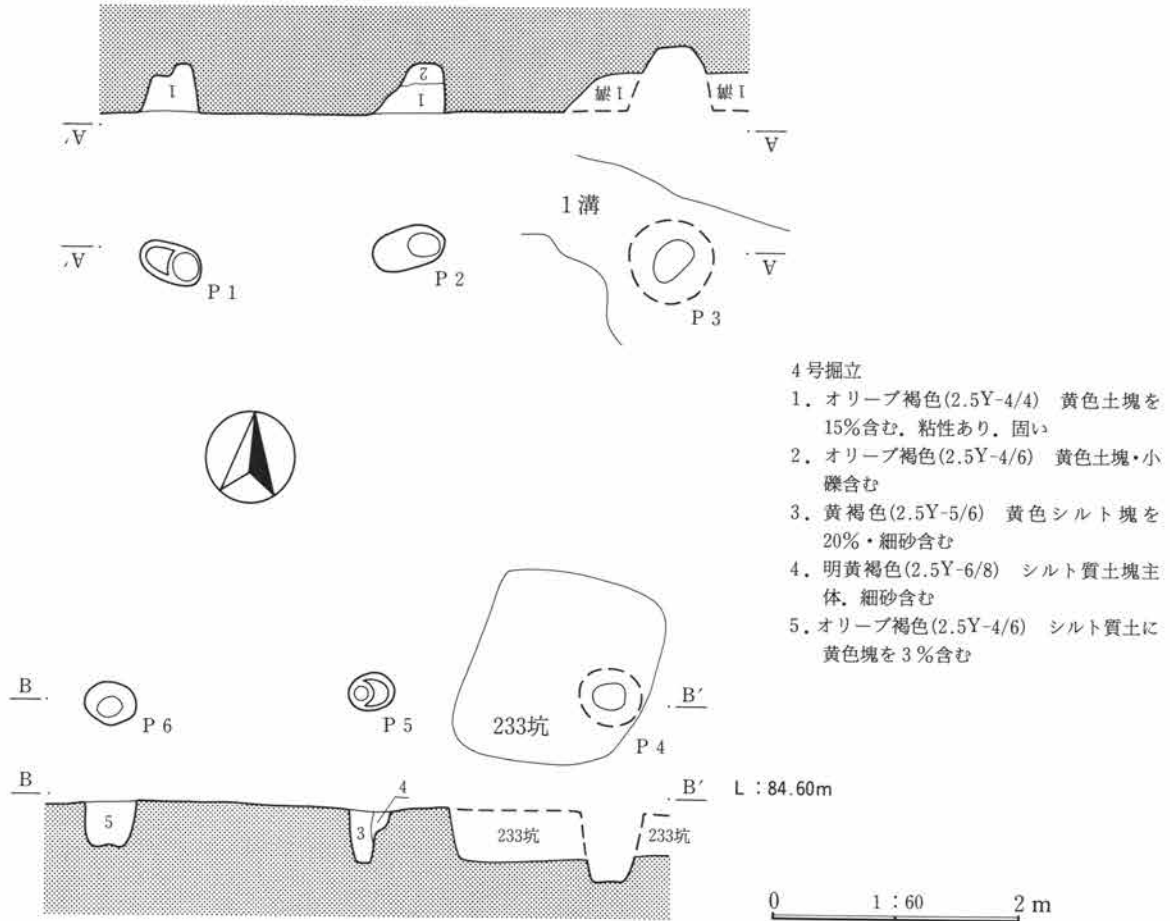 1
2
1
1溝
1溝
A'
A
1溝
A'
A
P 1
P 2
P 3
4号掘立
1．オリーブ褐色(2.5Y-4/4)　黄色土塊を
15%含む．粘性あり．固い
2．オリーブ褐色(2.5Y-4/6)　黄色土塊・小
礫含む
3．黄褐色(2.5Y-5/6)　黄色シルト塊を
20%・細砂含む
4．明黄褐色(2.5Y-6/8)　シルト質土塊主
体．細砂含む
5．オリーブ褐色(2.5Y-4/6)　シルト質土に
黄色塊を3%含む
B
B'
P 6
P 5
233坑
P 4
B
B'
L：84.60m
4
5
3
233坑
233坑
0
1：60
2 m